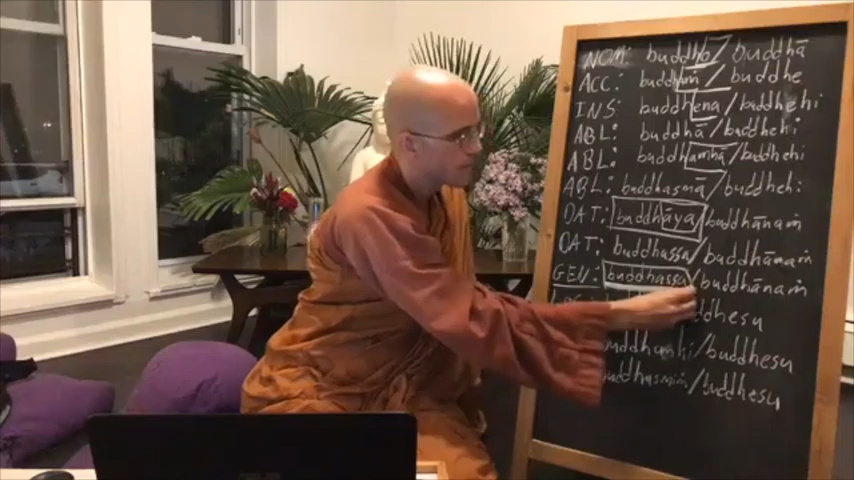 NOM: buddho / buddhā
ACC: buddhaṁ / buddhe
INS: buddhena / buddhehi
ABL: buddhā / buddhehi
ABL: buddhamhā / buddhehi
ABL: buddhasmā / buddhehi
DAT: buddhāya / buddhānaṁ
DAT: buddhassa / buddhānaṁ
GEN: buddhassa / buddhānaṁ
ddhesu
buddhamhi / buddhesu
buddhasmiṁ / buddhesu